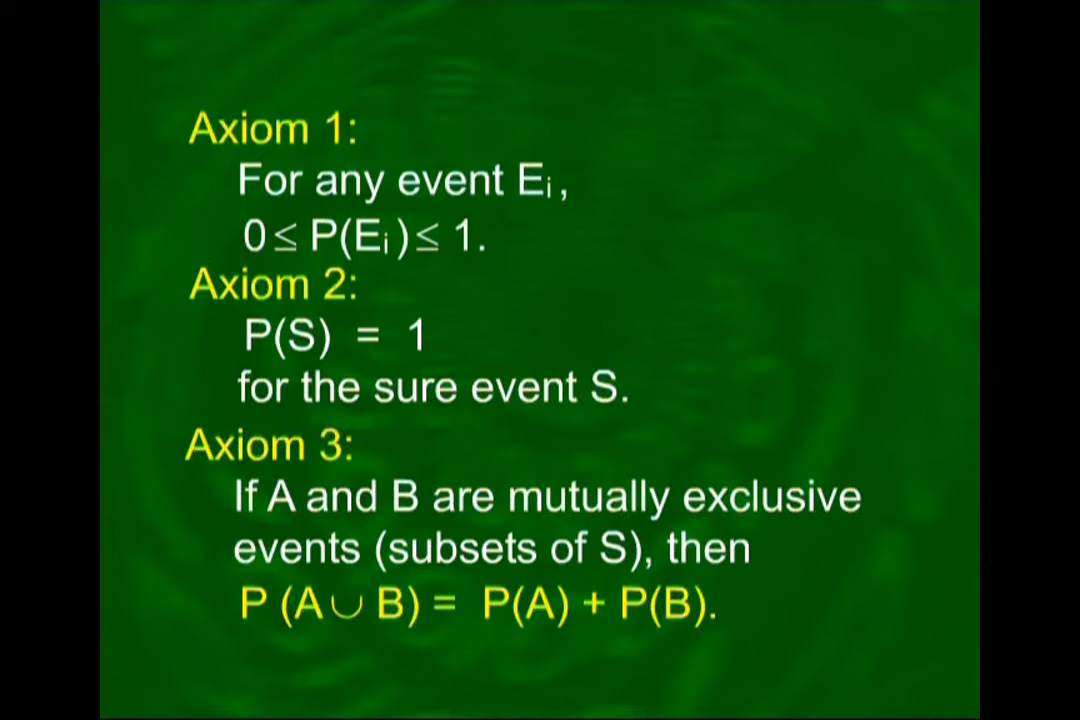 Axiom 1:
For any event Ei ,
0 ≤ P(Ei ) ≤ 1.
Axiom 2:
P(S) = 1
for the sure event S.
Axiom 3:
If A and B are mutually exclusive
events (subsets of S), then
P (A ∪ B) = P(A) + P(B).